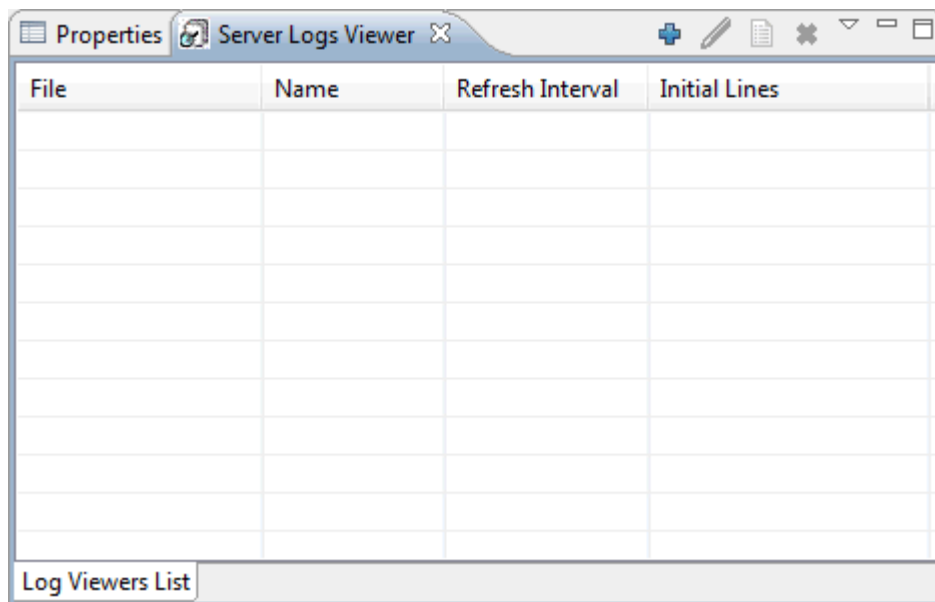 Properties Server Logs Viewer
File Name Refresh Interval Initial Lines
Log Viewers List